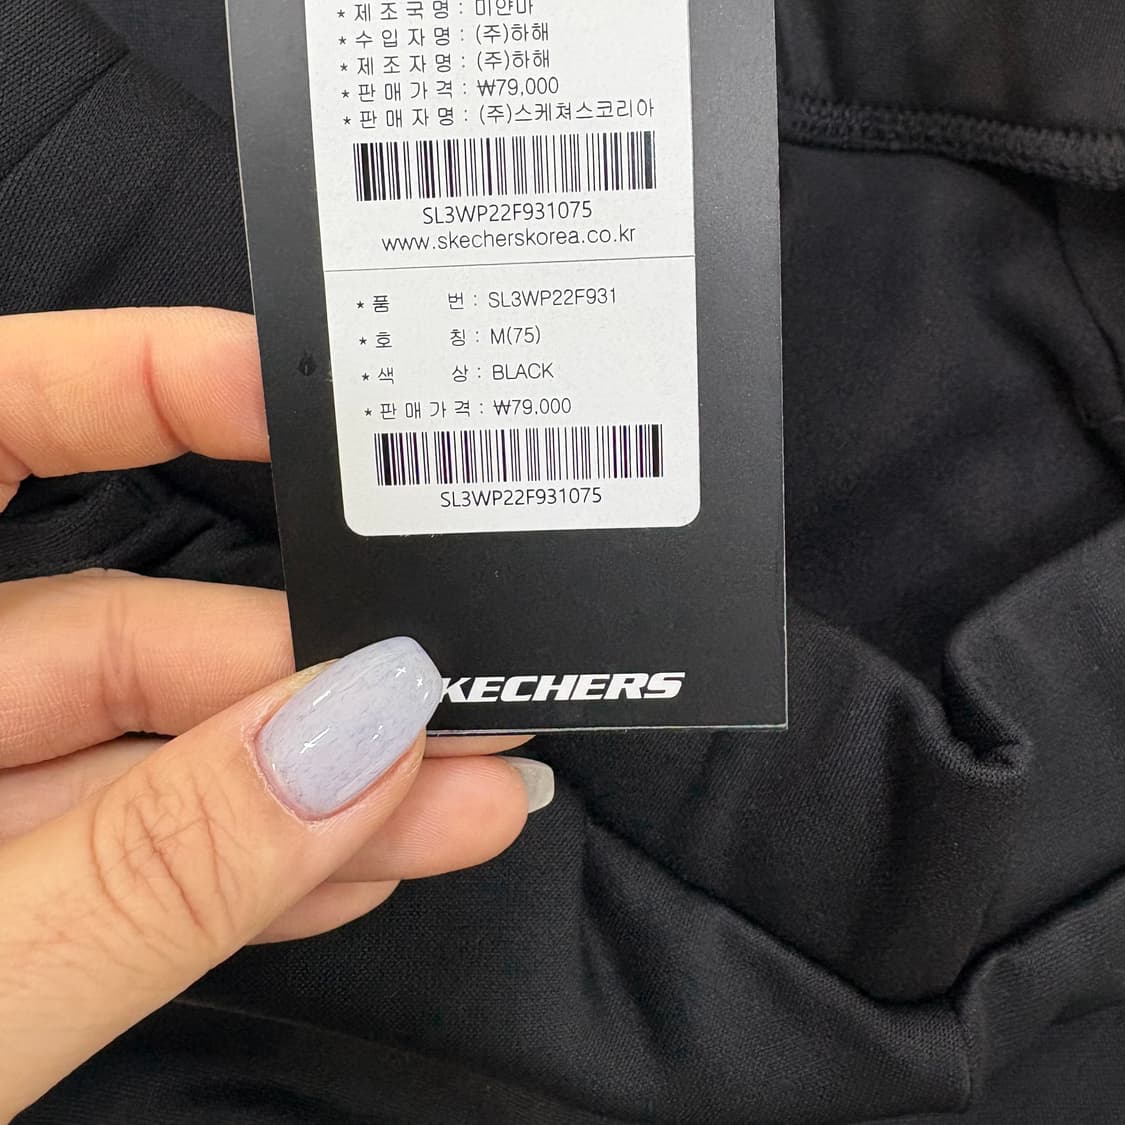 * 제 조 국 명 : 미얀마
* 수 입 자 명 : (주)하해
* 제 조 자 명 : (주)하해
* 판 매 가 격 : ₩79,000
* 판 매 자 명 : (주)스케쳐스코리아
SL3WP22F931075
www.skecherskorea.co.kr
* 품 번 : SL3WP22F931
* 호 칭 : M(75)
* 색 상 : BLACK
* 판 매 가 격 : ₩79,000
SL3WP22F931075
KECHERS